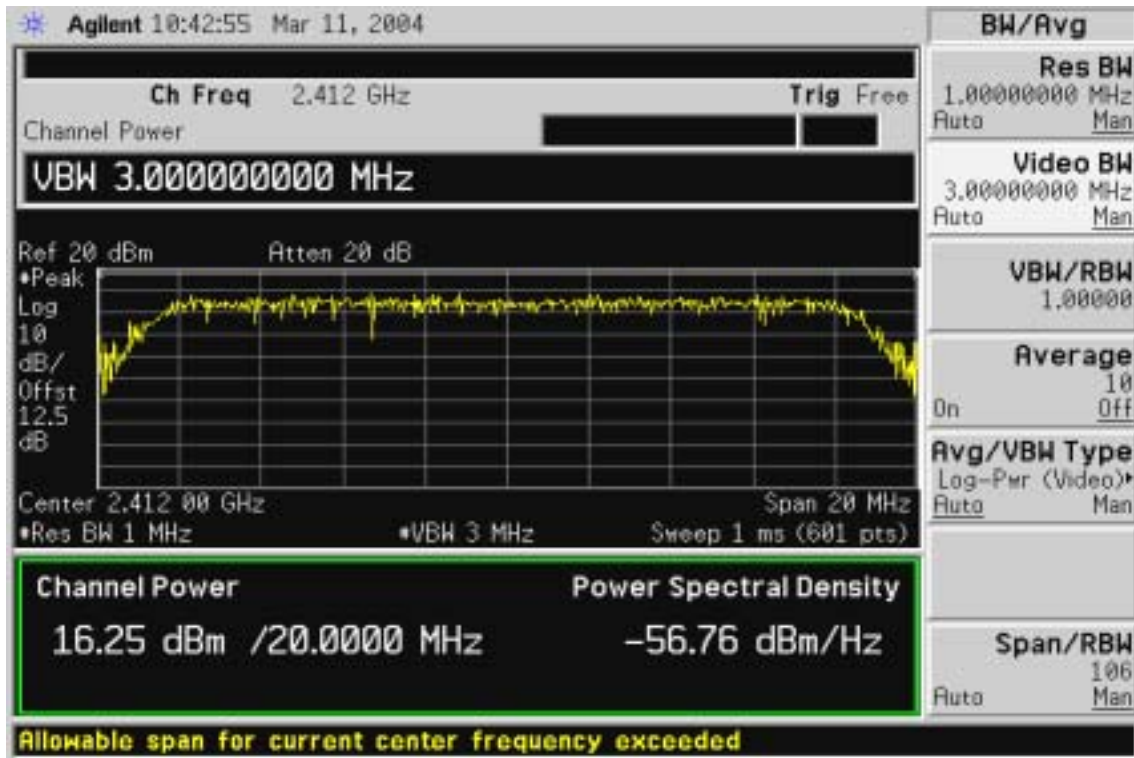 Agilent 10:42:55 Mar 11, 2004
Ch Freq 2.412 GHz Trig Free
Channel Power
VBW 3.000000000 MHz
Ref 20 dBm Atten 20 dB
•Peak
Log
10
dB/
Offst
12.5
dB
Center 2.412 00 GHz Span 20 MHz
•Res BW 1 MHz •VBW 3 MHz Sweep 1 ms (601 pts)
Channel Power Power Spectral Density
16.25 dBm /20.0000 MHz -56.76 dBm/Hz
Allowable span for current center frequency exceeded
BW/Avg
Res BW
1.00000000 MHz
Auto Man
Video BW
3.00000000 MHz
Auto Man
VBW/RBW
1.00000
Average
10
On Off
Avg/VBW Type
Log-Pwr (Video)▸
Auto Man
Span/RBW
106
Auto Man